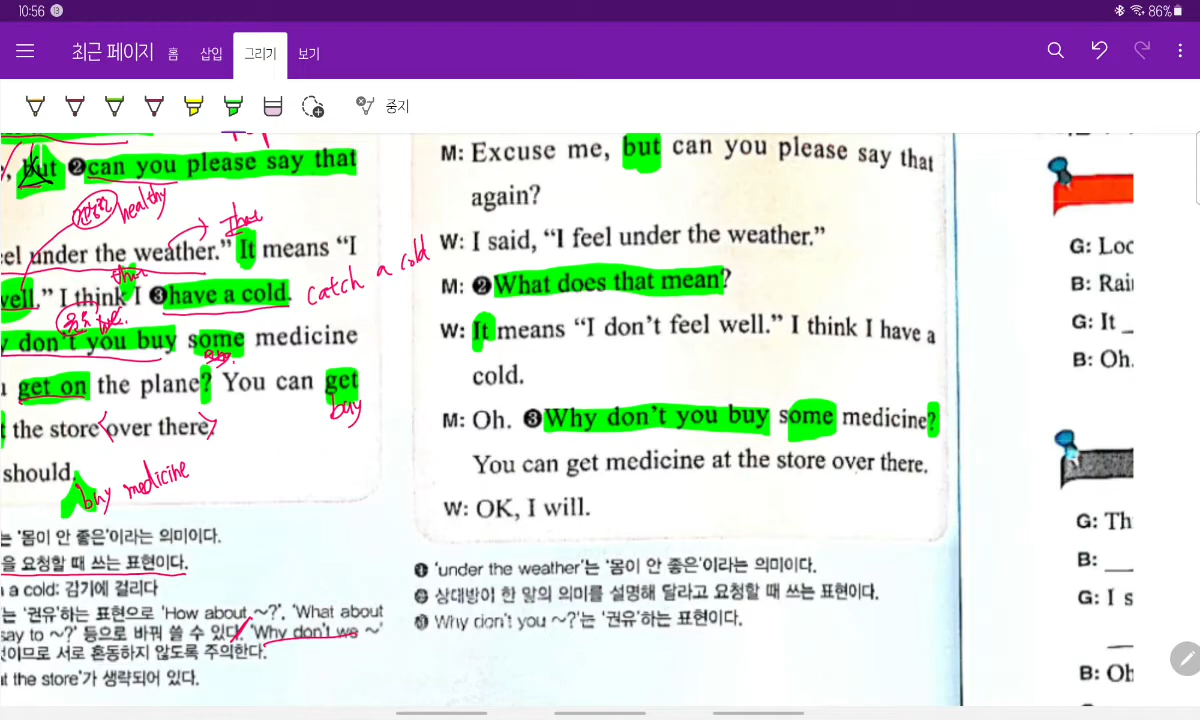 10:56
86%
최근 페이지 홈 삽입 그리기 보기
중지
but ❷can you please say that
건강한 healthy
That
eel under the weather." It means "I
that
well." I think I ❸have a cold. catch a cold
y don't you buy some medicine
get on the plane? You can get
buy
the store over there
should.
buy medicine
는 '몸이 안 좋은'이라는 의미이다.
을 요청할 때 쓰는 표현이다.
a cold: 감기에 걸리다
는 '권유'하는 표현으로 'How about ~?', 'What about
say to ~?' 등으로 바꿔 쓸 수 있다. 'Why don't we ~'
것이므로 서로 혼동하지 않도록 주의한다.
t the store'가 생략되어 있다.
M: Excuse me, but can you please say that
again?
W: I said, "I feel under the weather."
M: ❷What does that mean?
W: It means "I don't feel well." I think I have a
cold.
M: Oh. ❸Why don't you buy some medicine?
You can get medicine at the store over there.
W: OK, I will.
❶ 'under the weather'는 '몸이 안 좋은'이라는 의미이다.
❷ 상대방이 한 말의 의미를 설명해 달라고 요청할 때 쓰는 표현이다.
❸ Why don't you ~?'는 '권유'하는 표현이다.
G: Loo
B: Rai
G: It _
B: Oh.
G: Th
B: __
G: I s
B: Oh